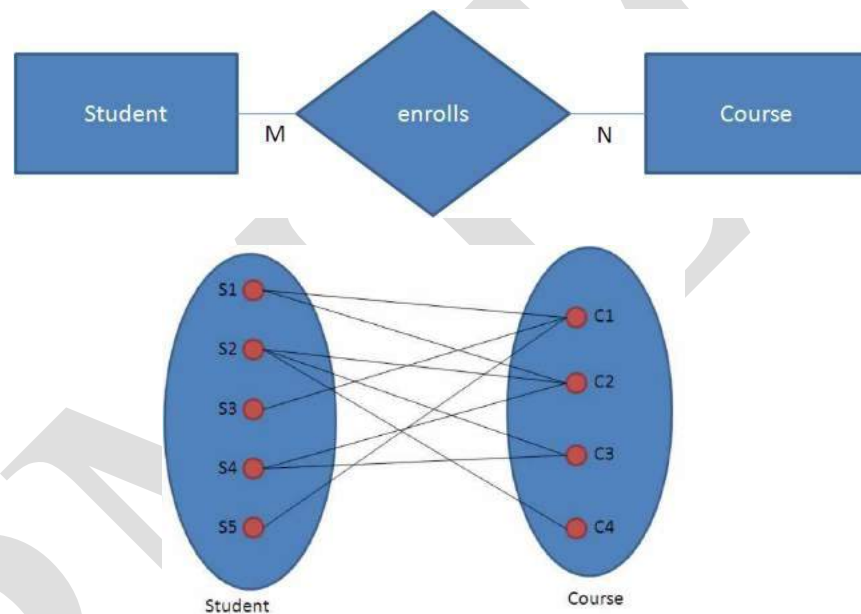 Student M enrolls N Course
S1
C1
S2
C2
S3
C3
S4
C4
S5
Student
Course